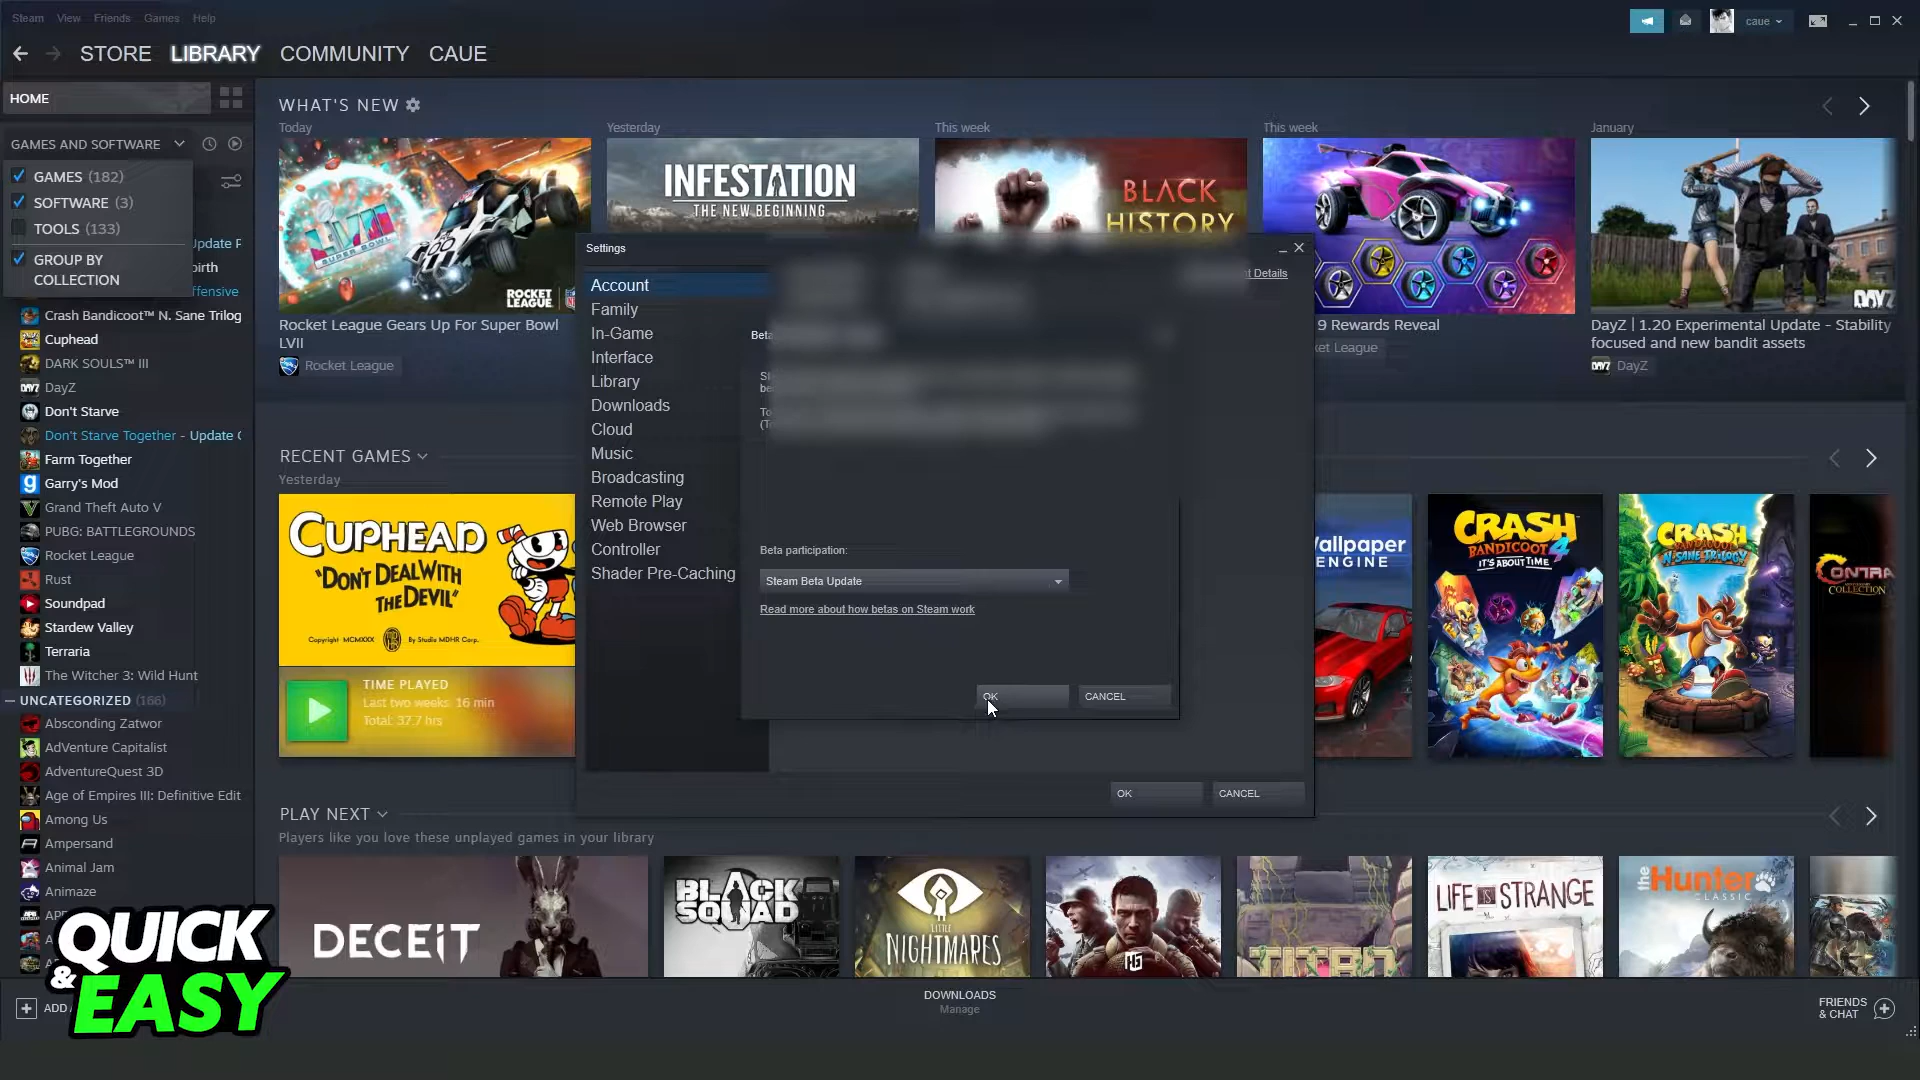 Steam View Friends Games Help
caue
STORE LIBRARY COMMUNITY CAUE
HOME
GAMES AND SOFTWARE
GAMES (182)
SOFTWARE (3)
TOOLS (133)
GROUP BY
COLLECTION
Update
Crash Bandicoot™ N. Sane Trilog
Cuphead
DARK SOULS™ III
DayZ
Don't Starve
Don't Starve Together - Update
Farm Together
Garry's Mod
Grand Theft Auto V
PUBG: BATTLEGROUNDS
Rocket League
Rust
Soundpad
Stardew Valley
Terraria
The Witcher 3: Wild Hunt
UNCATEGORIZED (166)
Absconding Zatwor
AdVenture Capitalist
AdventureQuest 3D
Age of Empires III: Definitive Edit
Among Us
Ampersand
Animal Jam
Animaze
QUICK
& EASY
ADD
WHAT'S NEW
Today
Yesterday
This week
This week
January
ROCKET
LEAGUE
INFESTATION
THE NEW BEGINNING
BLACK
HISTORY
DAYZ
Rocket League Gears Up For Super Bowl
LVII
Rocket League
9 Rewards Reveal
ket League
DayZ | 1.20 Experimental Update - Stability
focused and new bandit assets
DayZ
Settings
Account
Family
In-Game
Interface
Library
Downloads
Cloud
Music
Broadcasting
Remote Play
Web Browser
Controller
Shader Pre-Caching
Details
Beta
Beta participation:
Steam Beta Update
Read more about how betas on Steam work
OK
CANCEL
OK
CANCEL
RECENT GAMES
Yesterday
CUPHEAD
"DON'T DEAL WITH
THE DEVIL"
Copyright MCMXXX By Studio MDHR Corp.
TIME PLAYED
Last two weeks: 16 min
Total: 37.7 hrs
Wallpaper
ENGINE
CRASH
BANDICOOT 4
IT'S ABOUT TIME
CRASH
BANDICOOT
N. SANE TRILOGY
CONTRA
COLLECTION
PLAY NEXT
Players like you love these unplayed games in your library
DECEIT
BLACK
SQUAD
LITTLE
NIGHTMARES
LIFE IS STRANGE
the Hunter
CLASSIC
DOWNLOADS
Manage
FRIENDS
& CHAT